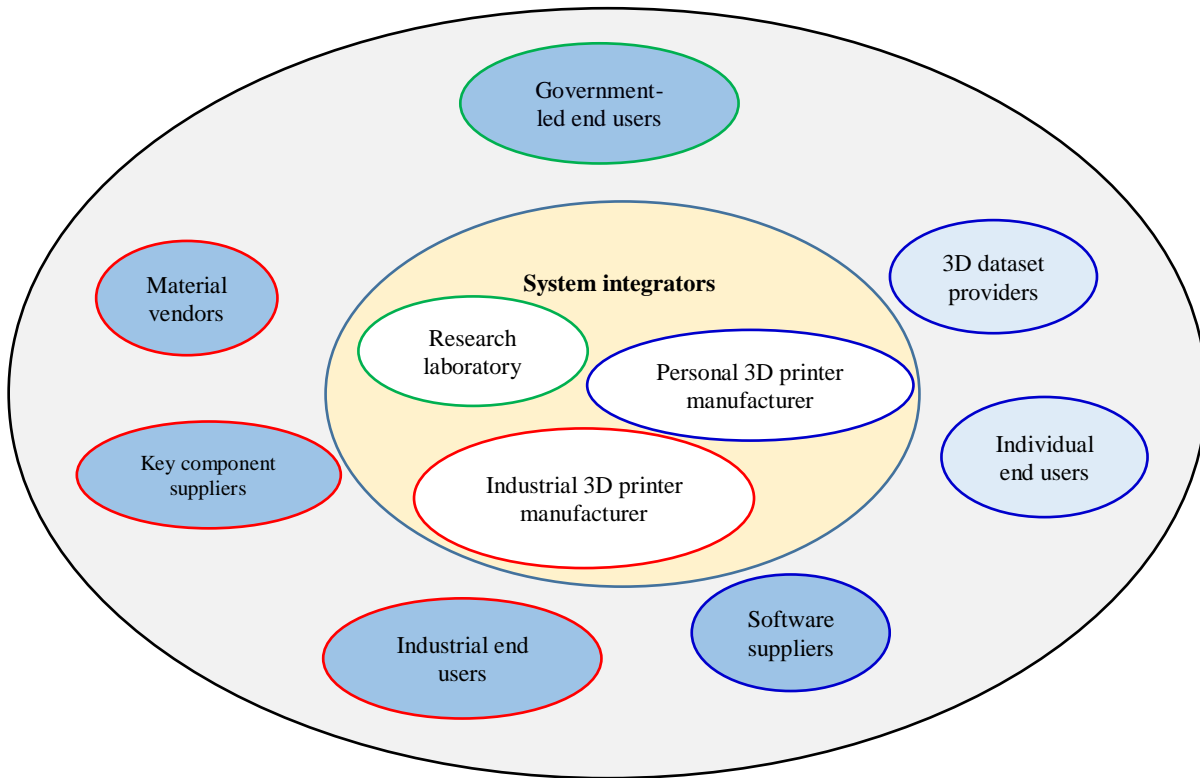 Government-
led end users
Material
vendors
3D dataset
providers
System integrators
Research
laboratory
Personal 3D printer
manufacturer
Key component
suppliers
Individual
end users
Industrial 3D printer
manufacturer
Industrial end
users
Software
suppliers